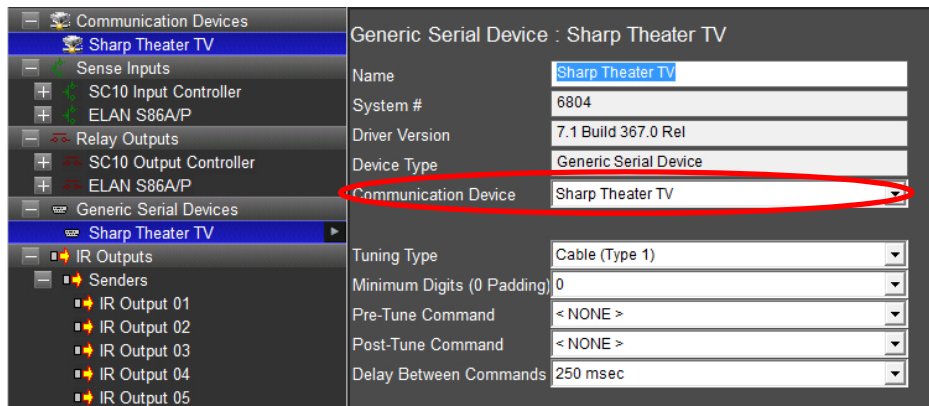 Communication Devices
Sharp Theater TV
Sense Inputs
SC10 Input Controller
ELAN S86A/P
Relay Outputs
SC10 Output Controller
ELAN S86A/P
Generic Serial Devices
Sharp Theater TV
IR Outputs
Senders
IR Output 01
IR Output 02
IR Output 03
IR Output 04
IR Output 05
Generic Serial Device : Sharp Theater TV
Name Sharp Theater TV
System # 6804
Driver Version 7.1 Build 367.0 Rel
Device Type Generic Serial Device
Communication Device Sharp Theater TV
Tuning Type Cable (Type 1)
Minimum Digits (0 Padding) 0
Pre-Tune Command < NONE >
Post-Tune Command < NONE >
Delay Between Commands 250 msec